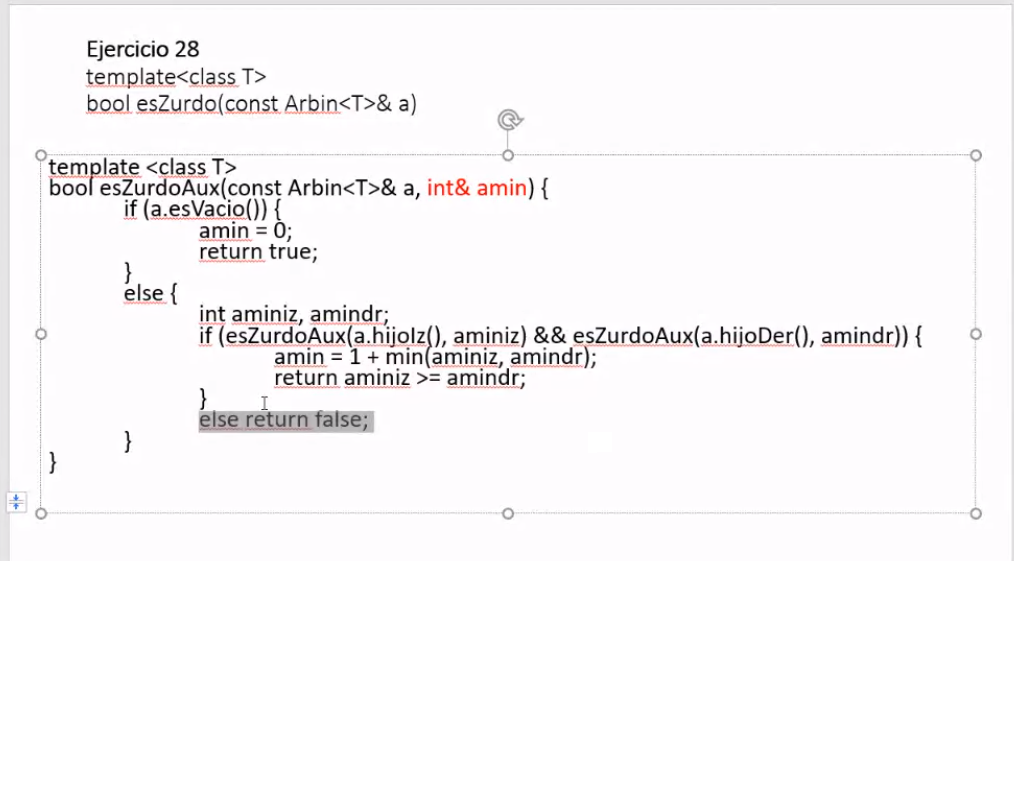 Ejercicio 28
template<class T>
bool esZurdo(const Arbin<T>& a)
template <class T>
bool esZurdoAux(const Arbin<T>& a, int& amin) {
if (a.esVacio()) {
amin = 0;
return true;
}
else {
int aminiz, amindr;
if (esZurdoAux(a.hijoIz(), aminiz) && esZurdoAux(a.hijoDer(), amindr)) {
amin = 1 + min(aminiz, amindr);
return aminiz >= amindr;
}
else return false;
}
}